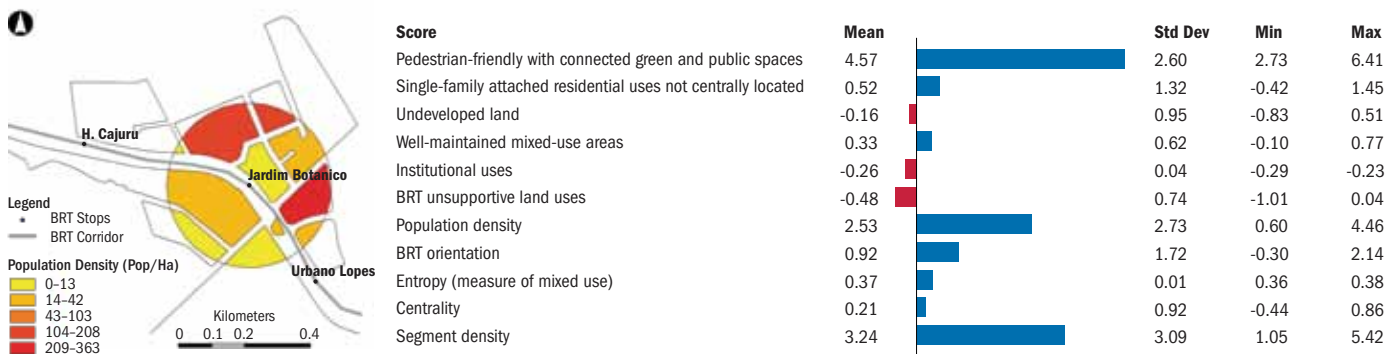 H. Cajuru
Jardim Botanico
Urbano Lopes
Legend
BRT Stops
BRT Corridor
Population Density (Pop/Ha)
0–13
14–42
43–103
104–208
209–363
Kilometers
0 0.1 0.2 0.4
Score Mean Std Dev Min Max
Pedestrian-friendly with connected green and public spaces 4.57 2.60 2.73 6.41
Single-family attached residential uses not centrally located 0.52 1.32 -0.42 1.45
Undeveloped land -0.16 0.95 -0.83 0.51
Well-maintained mixed-use areas 0.33 0.62 -0.10 0.77
Institutional uses -0.26 0.04 -0.29 -0.23
BRT unsupportive land uses -0.48 0.74 -1.01 0.04
Population density 2.53 2.73 0.60 4.46
BRT orientation 0.92 1.72 -0.30 2.14
Entropy (measure of mixed use) 0.37 0.01 0.36 0.38
Centrality 0.21 0.92 -0.44 0.86
Segment density 3.24 3.09 1.05 5.42